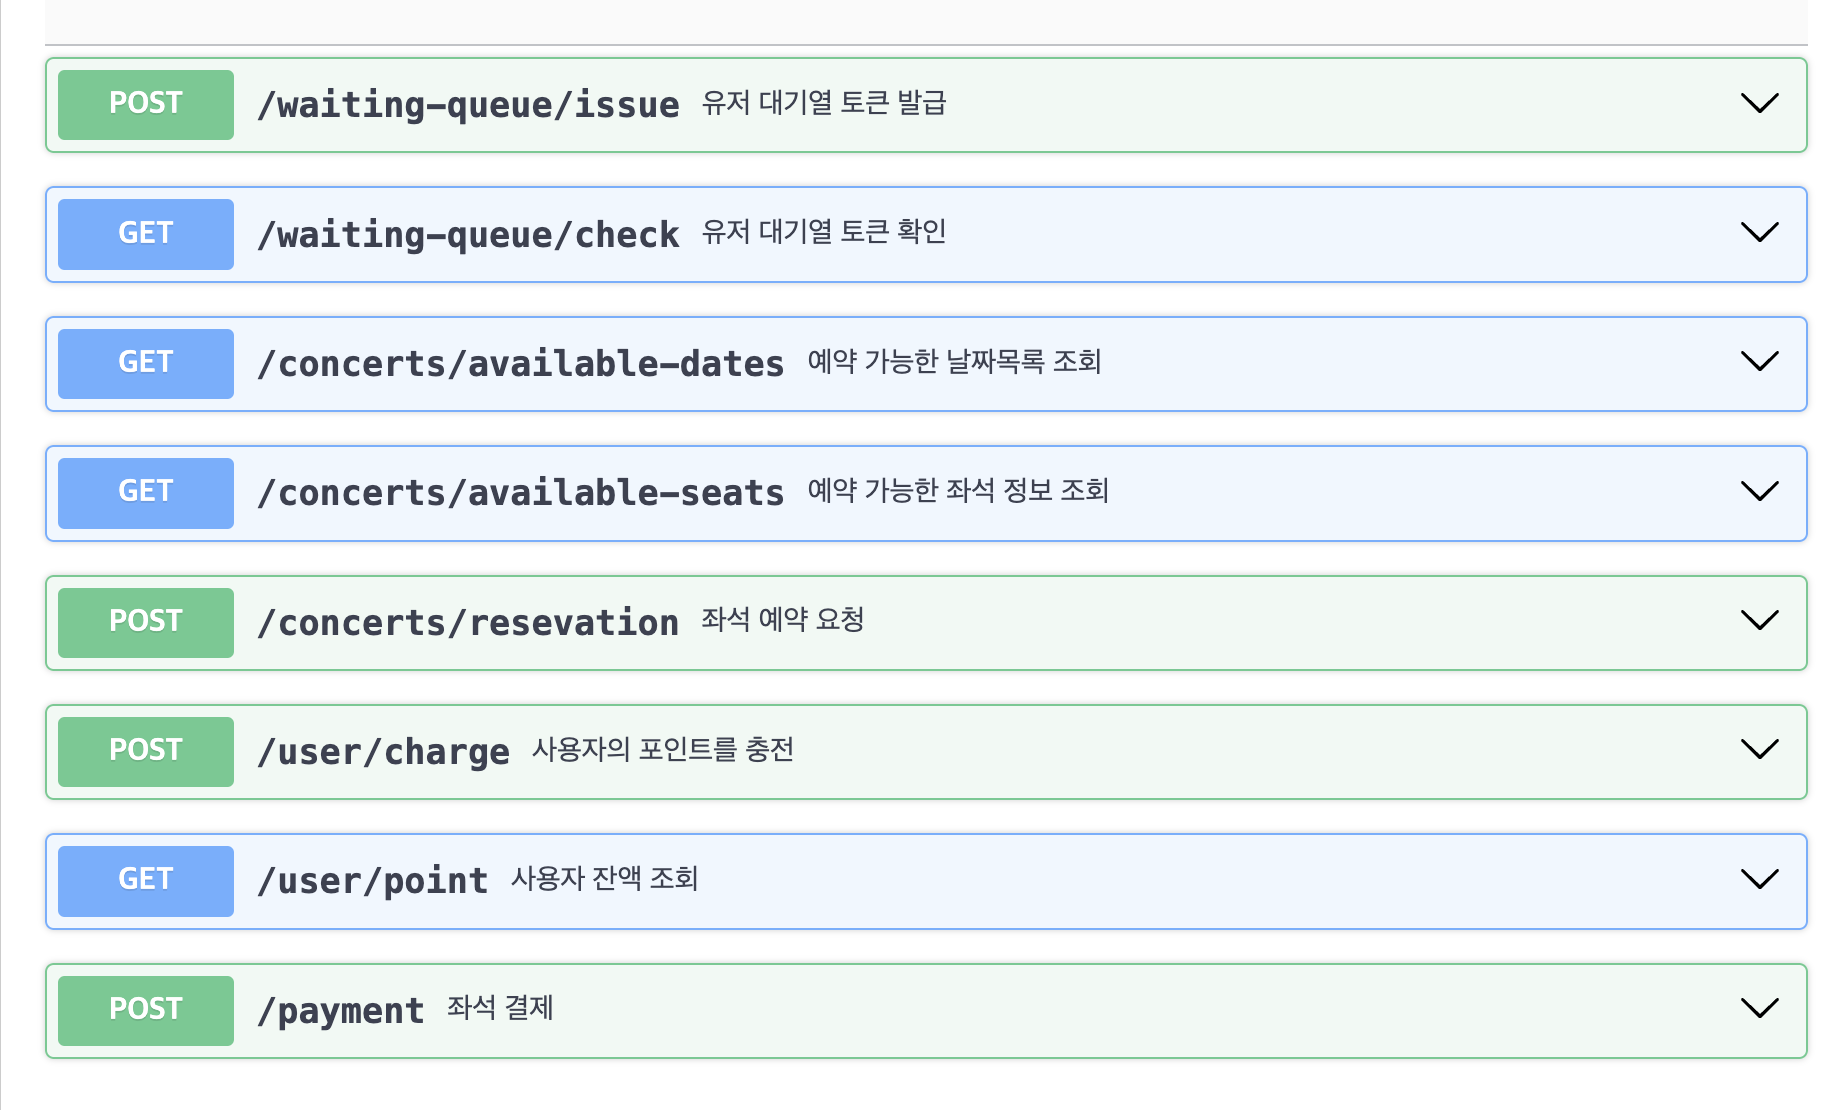 POST /waiting-queue/issue 유저 대기열 토큰 발급
GET /waiting-queue/check 유저 대기열 토큰 확인
GET /concerts/available-dates 예약 가능한 날짜목록 조회
GET /concerts/available-seats 예약 가능한 좌석 정보 조회
POST /concerts/resevation 좌석 예약 요청
POST /user/charge 사용자의 포인트를 충전
GET /user/point 사용자 잔액 조회
POST /payment 좌석 결제